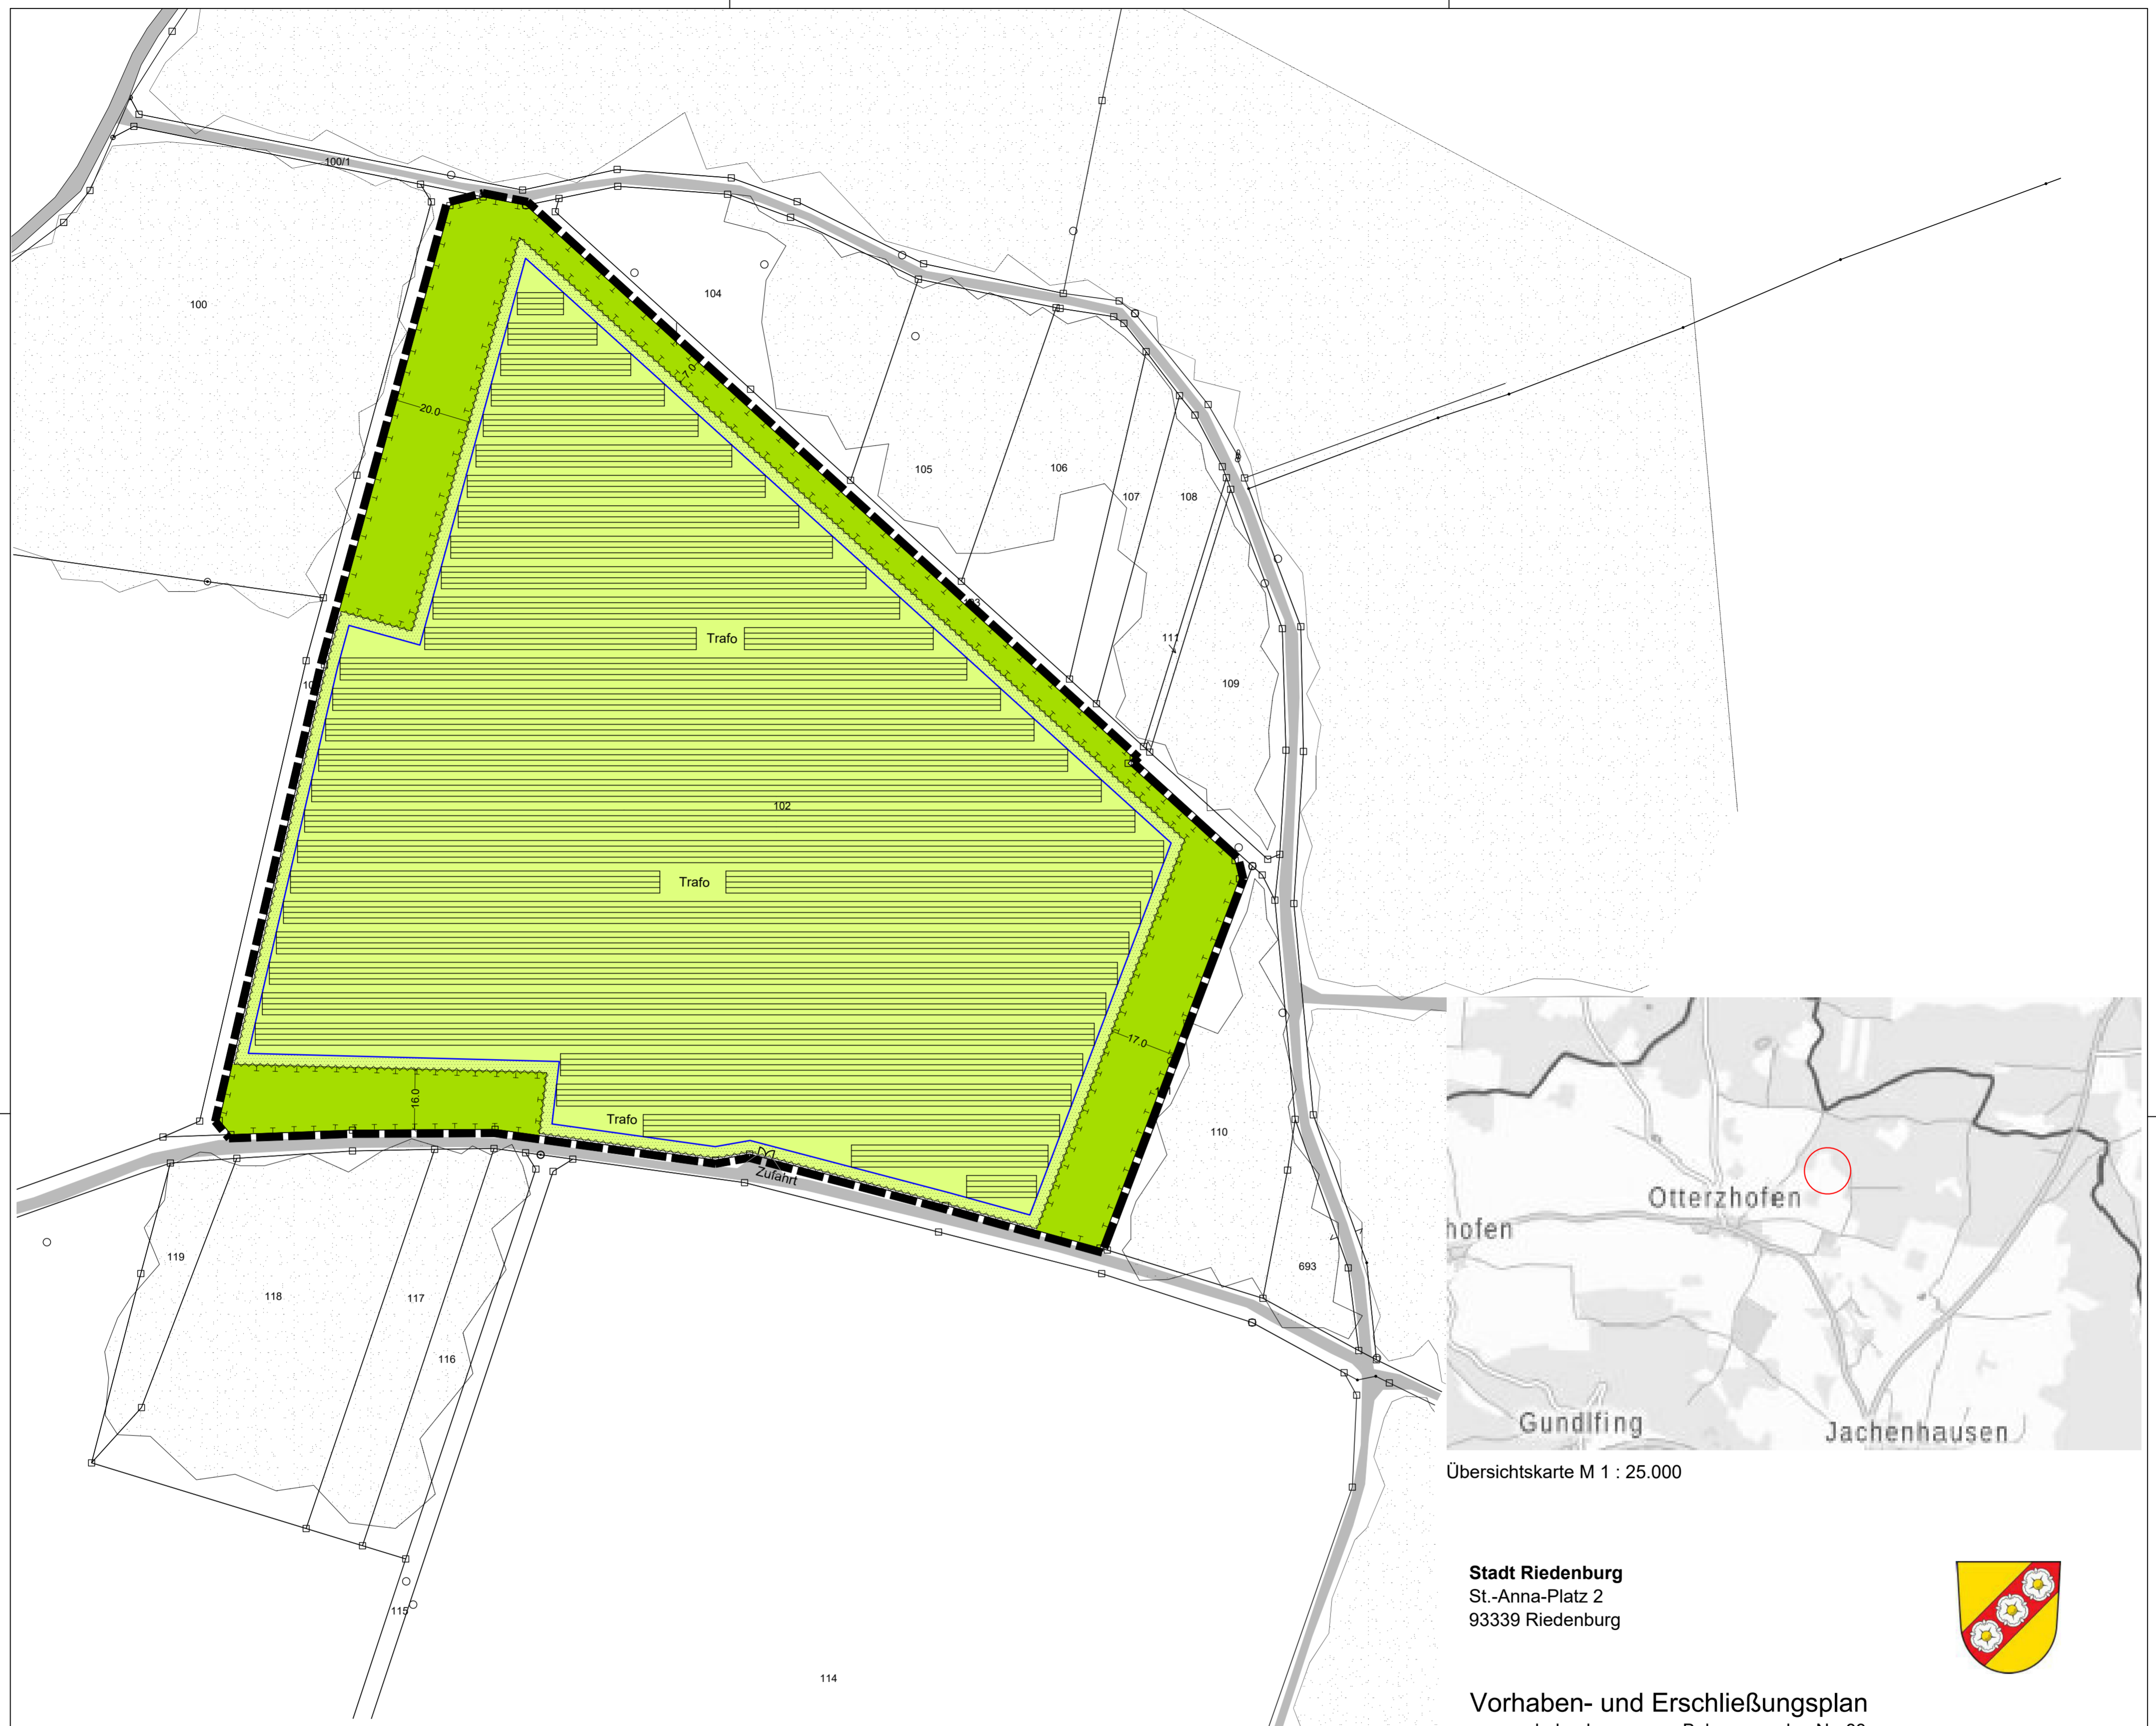 100/1
100
104
20.0
7.0
105
106
107
108
111
109
Trafo
102
Trafo
17.0
16.0
Trafo
Zufahrt
110
119
118
117
116
693
115
114
Otterzhofen
hofen
Gundlfing
Jachenhausen
Übersichtskarte M 1 : 25.000
Stadt Riedenburg
St.-Anna-Platz 2
93339 Riedenburg
Vorhaben- und Erschließungsplan